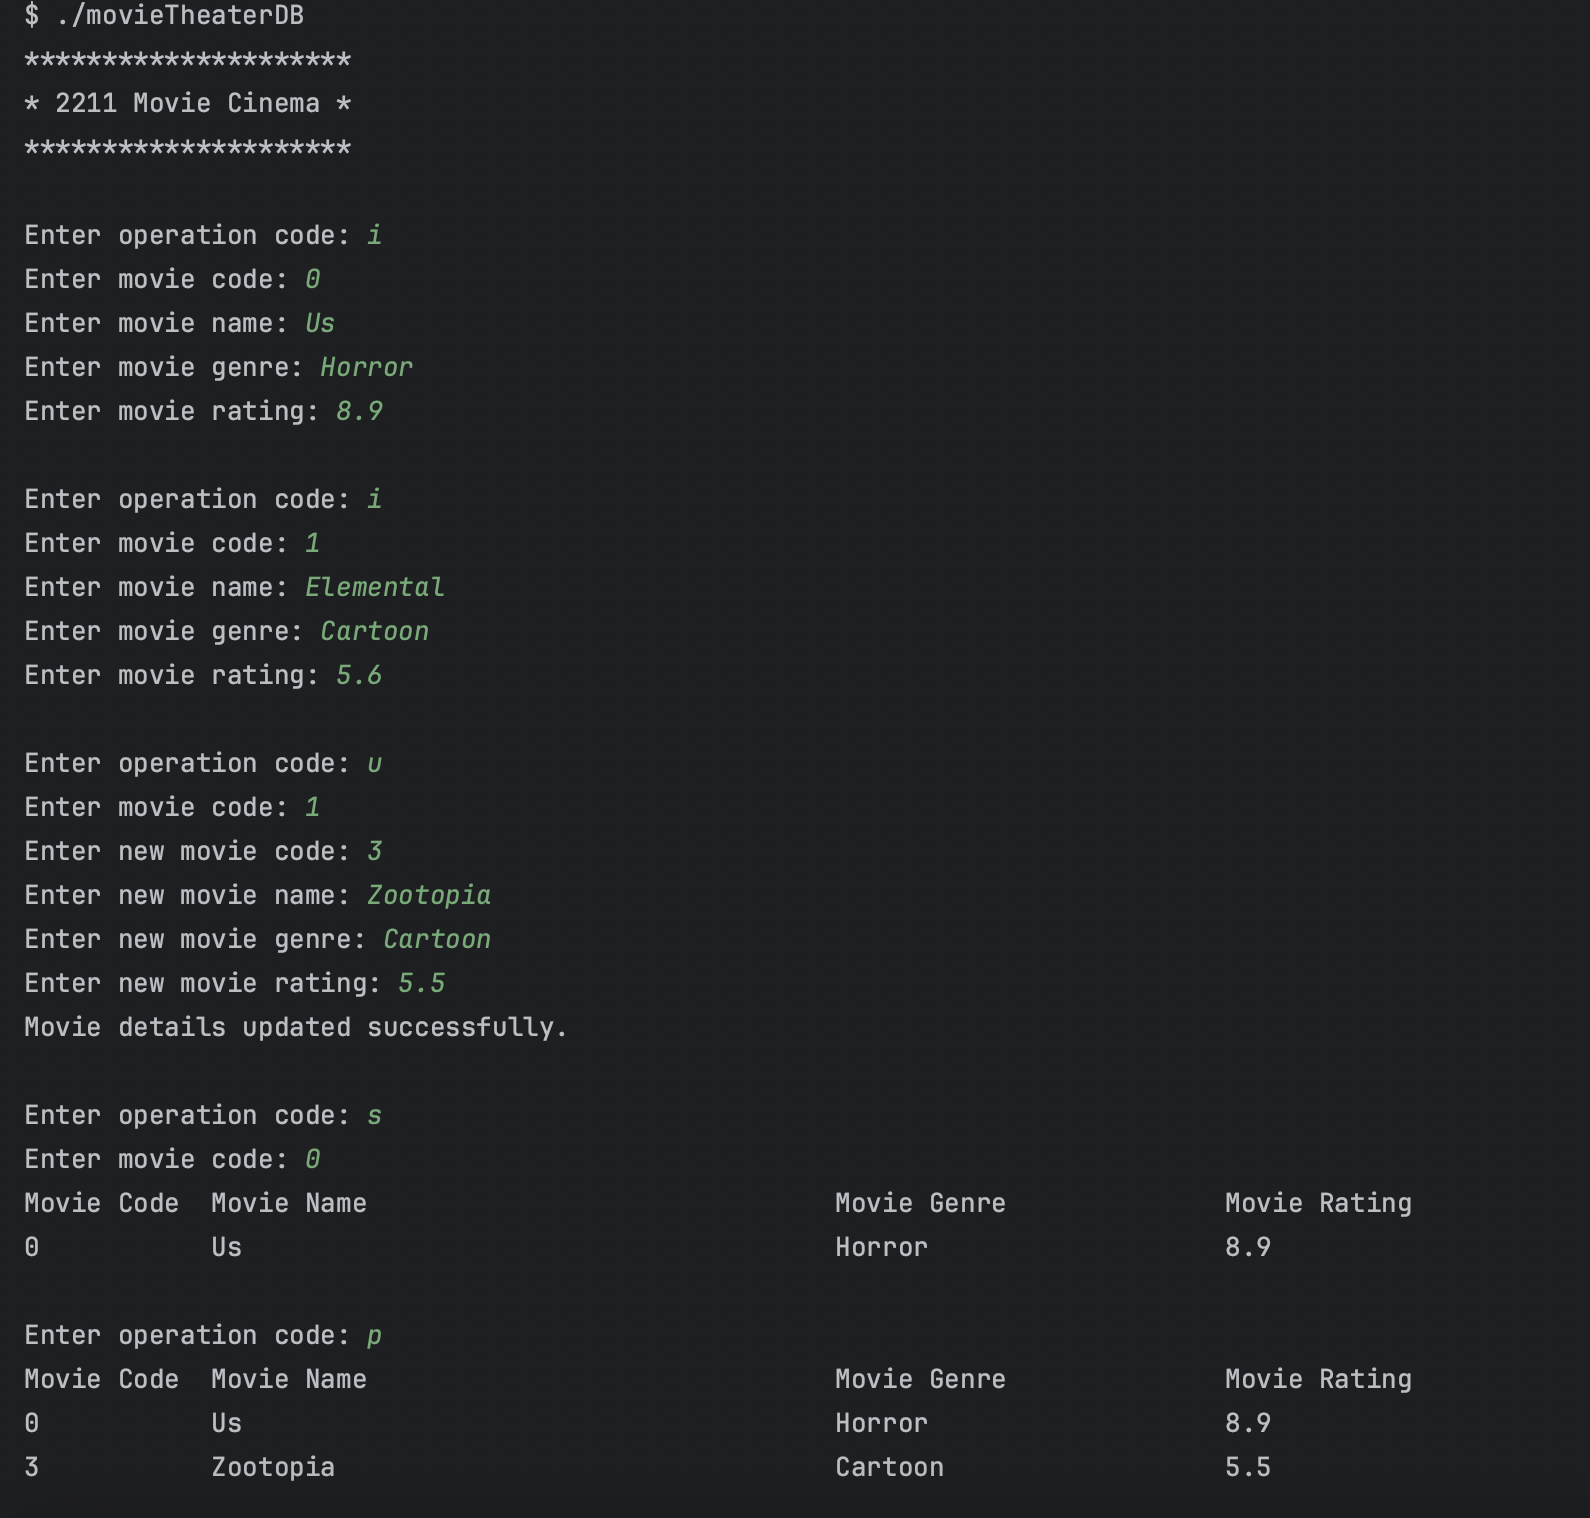 $ ./movieTheaterDB
*********************
* 2211 Movie Cinema *
*********************
Enter operation code: i
Enter movie code: 0
Enter movie name: Us
Enter movie genre: Horror
Enter movie rating: 8.9
Enter operation code: i
Enter movie code: 1
Enter movie name: Elemental
Enter movie genre: Cartoon
Enter movie rating: 5.6
Enter operation code: u
Enter movie code: 1
Enter new movie code: 3
Enter new movie name: Zootopia
Enter new movie genre: Cartoon
Enter new movie rating: 5.5
Movie details updated successfully.
Enter operation code: s
Enter movie code: 0
Movie Code  Movie Name                              Movie Genre              Movie Rating
0           Us                                      Horror                   8.9
Enter operation code: p
Movie Code  Movie Name                              Movie Genre              Movie Rating
0           Us                                      Horror                   8.9
3           Zootopia                                Cartoon                  5.5